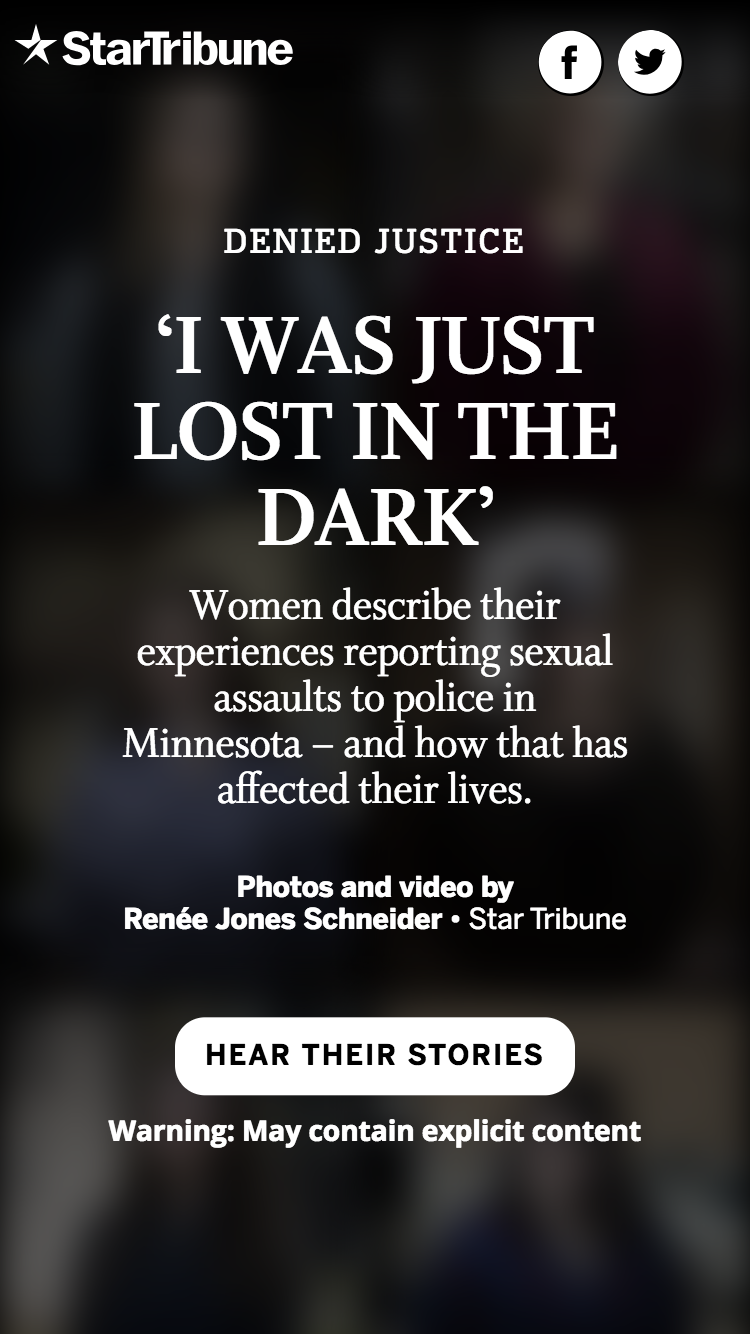 StarTribune
DENIED JUSTICE
‘I WAS JUST
LOST IN THE
DARK’
Women describe their
experiences reporting sexual
assaults to police in
Minnesota – and how that has
affected their lives.
Photos and video by
Renée Jones Schneider • Star Tribune
HEAR THEIR STORIES
Warning: May contain explicit content